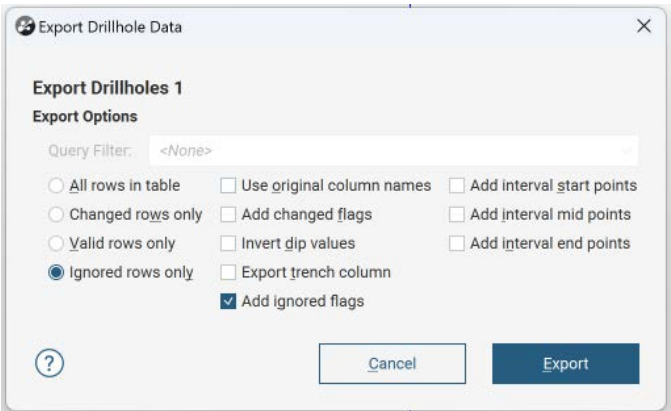 Export Drillhole Data
Export Drillholes 1
Export Options
Query Filter: <None>
All rows in table Use original column names Add interval start points
Changed rows only Add changed flags Add interval mid points
Valid rows only Invert dip values Add interval end points
Ignored rows only Export trench column
Add ignored flags
? Cancel Export